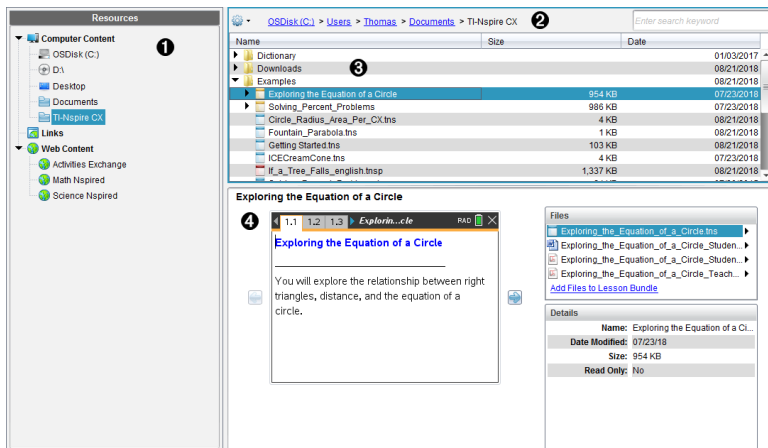 Resources
Computer Content
❶
OSDisk (C:)
D:\
Desktop
Documents
TI-Nspire CX
Links
Web Content
Activities Exchange
Math Nspired
Science Nspired
OSDisk (C:) > Users > Thomas > Documents > TI-Nspire CX ❷ Enter search keyword
Name Size Date
Dictionary 01/03/2017
Downloads ❸ 08/21/2018
Examples 08/21/2018
Exploring the Equation of a Circle 954 KB 07/23/2018
Solving_Percent_Problems 986 KB 07/23/2018
Circle_Radius_Area_Per_CX.tns 4 KB 08/21/2018
Fountain_Parabola.tns 1 KB 08/21/2018
Getting Started.tns 103 KB 08/21/2018
ICECreamCone.tns 4 KB 07/23/2018
If_a_Tree_Falls_english.tnsp 1,337 KB 08/21/2018
Exploring the Equation of a Circle
❹ 1.1 1.2 1.3 Explorin...cle RAD
Exploring the Equation of a Circle
You will explore the relationship between right
triangles, distance, and the equation of a
circle.
Files
Exploring_the_Equation_of_a_Circle.tns
Exploring_the_Equation_of_a_Circle_Studen...
Exploring_the_Equation_of_a_Circle_Studen...
Exploring_the_Equation_of_a_Circle_Teach...
Add Files to Lesson Bundle
Details
Name: Exploring the Equation of a Ci...
Date Modified: 07/23/18
Size: 954 KB
Read Only: No